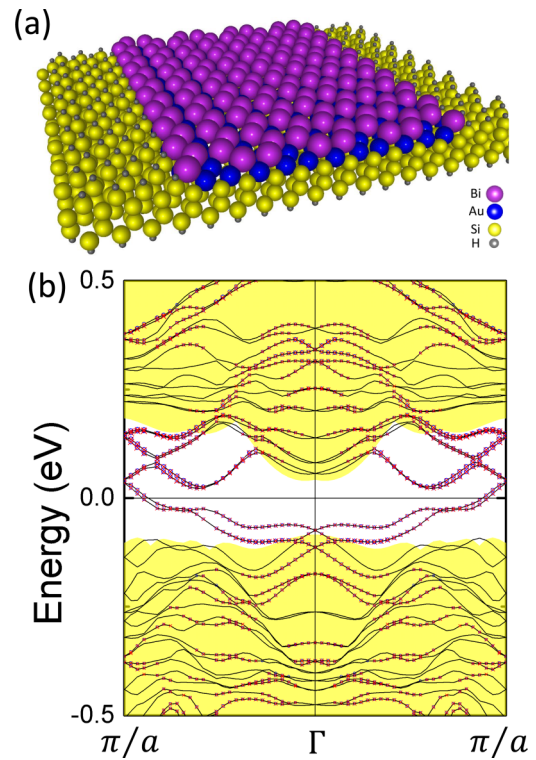 (a)
Bi
Au
Si
H
(b)
0.5
0.0
-0.5
Energy (eV)
π/a Γ π/a